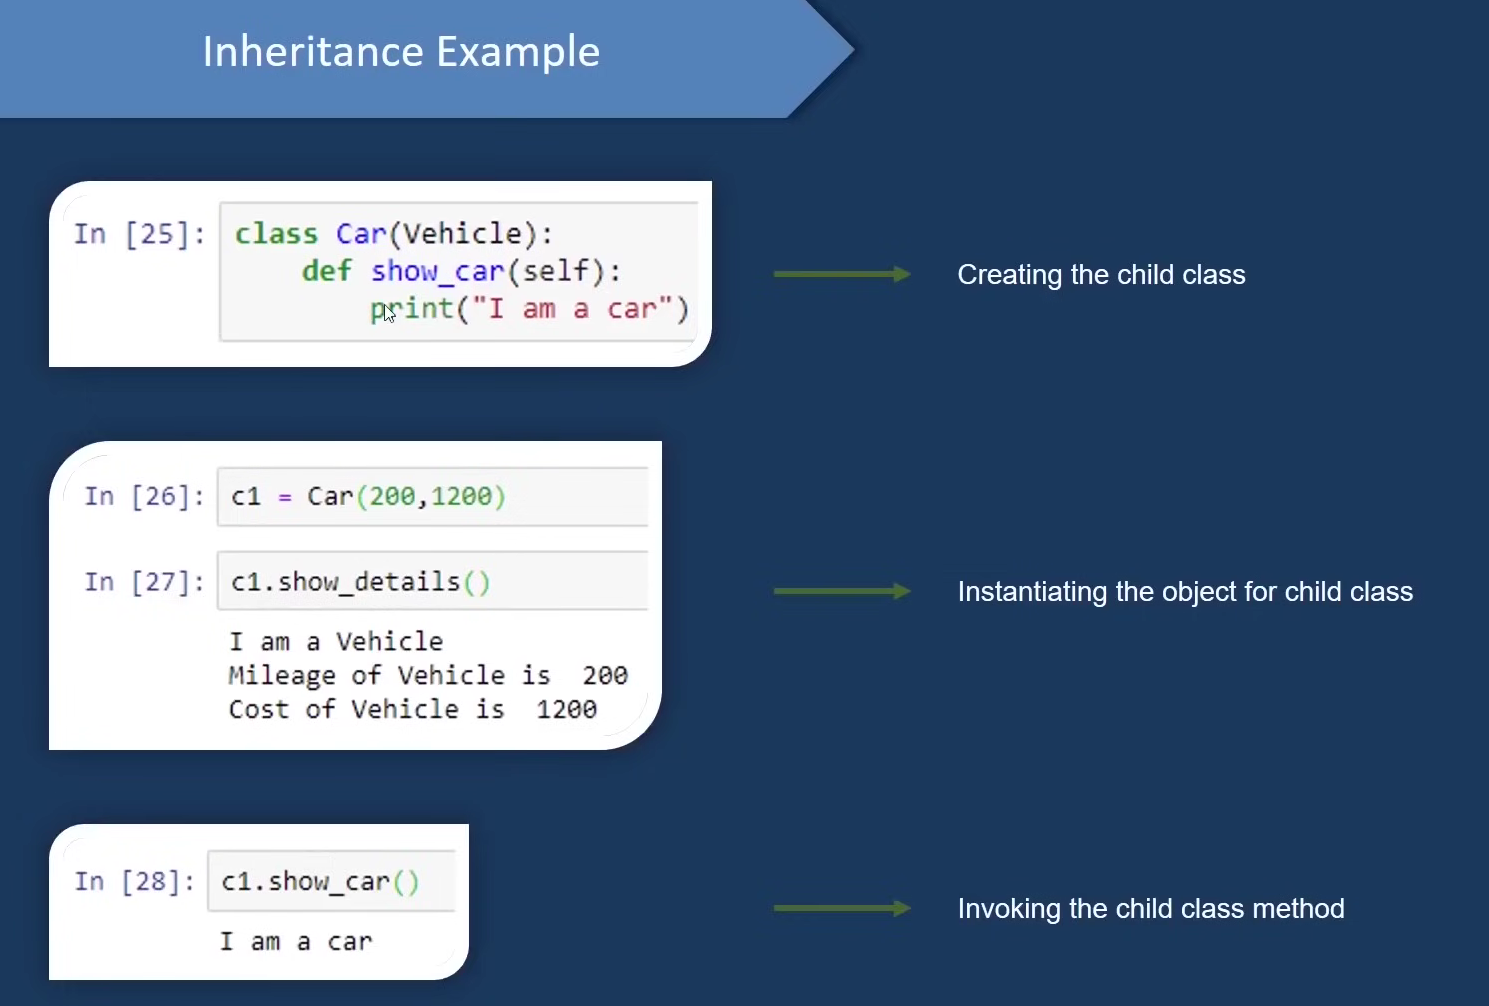 Inheritance Example
In [25]: class Car(Vehicle):
def show_car(self):
print("I am a car")
Creating the child class
In [26]: c1 = Car(200,1200)
In [27]: c1.show_details()
I am a Vehicle
Mileage of Vehicle is  200
Cost of Vehicle is  1200
Instantiating the object for child class
In [28]: c1.show_car()
I am a car
Invoking the child class method